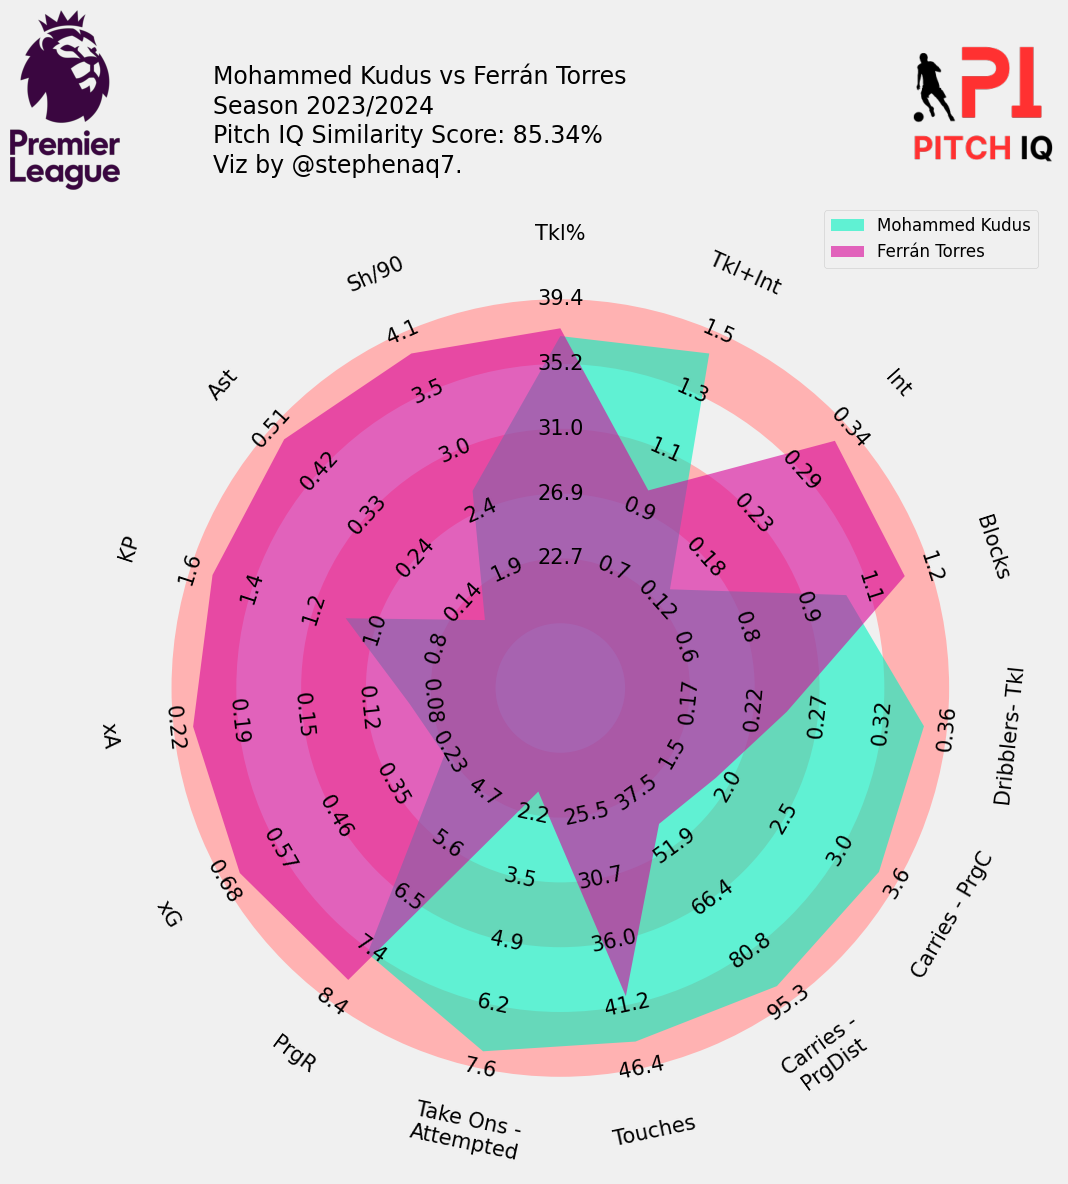 Premier
League
Mohammed Kudus vs Ferrán Torres
Season 2023/2024
Pitch IQ Similarity Score: 85.34%
Viz by @stephenaq7.
PI
PITCH IQ
Mohammed Kudus
Ferrán Torres
Tkl%
39.4
35.2
31.0
26.9
22.7
Tkl+Int
1.5
1.3
1.1
0.9
0.7
Int
0.34
0.29
0.23
0.18
0.12
Blocks
1.2
1.1
0.9
0.8
0.6
Dribblers- Tkl
0.36
0.32
0.27
0.22
0.17
Carries - PrgC
3.6
3.0
2.5
2.0
1.5
Carries -
PrgDist
95.3
80.8
66.4
51.9
37.5
Touches
46.4
41.2
36.0
30.7
25.5
Take Ons -
Attempted
7.6
6.2
4.9
3.5
2.2
PrgR
8.4
7.4
6.5
5.6
4.7
xG
0.68
0.57
0.46
0.35
0.23
xA
0.22
0.19
0.15
0.12
0.08
KP
1.6
1.4
1.2
1.0
0.8
Ast
0.51
0.42
0.33
0.24
0.14
Sh/90
4.1
3.5
3.0
2.4
1.9